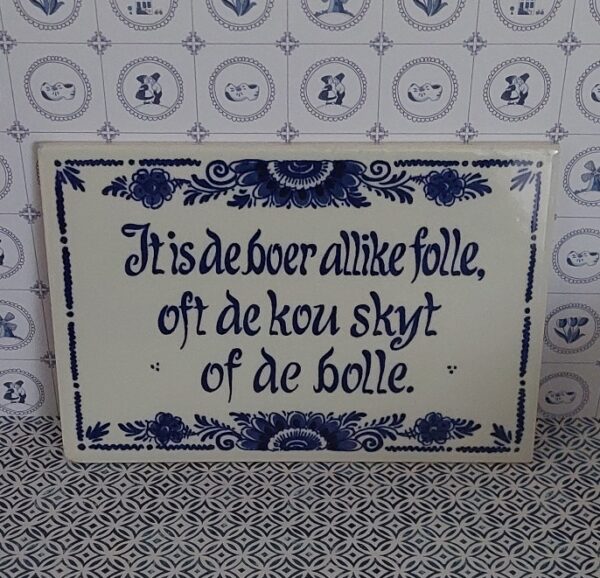 It is de boer allike folle,
oft de kou skyt
of de bolle.